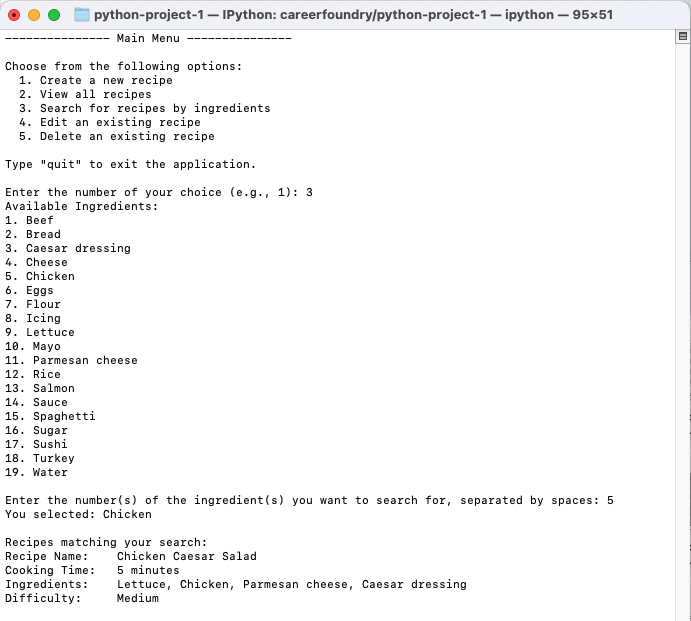 python-project-1 — IPython: careerfoundry/python-project-1 — ipython — 95×51
--------------- Main Menu ---------------
Choose from the following options:
1. Create a new recipe
2. View all recipes
3. Search for recipes by ingredients
4. Edit an existing recipe
5. Delete an existing recipe
Type "quit" to exit the application.
Enter the number of your choice (e.g., 1): 3
Available Ingredients:
1. Beef
2. Bread
3. Caesar dressing
4. Cheese
5. Chicken
6. Eggs
7. Flour
8. Icing
9. Lettuce
10. Mayo
11. Parmesan cheese
12. Rice
13. Salmon
14. Sauce
15. Spaghetti
16. Sugar
17. Sushi
18. Turkey
19. Water
Enter the number(s) of the ingredient(s) you want to search for, separated by spaces: 5
You selected: Chicken
Recipes matching your search:
Recipe Name:    Chicken Caesar Salad
Cooking Time:   5 minutes
Ingredients:    Lettuce, Chicken, Parmesan cheese, Caesar dressing
Difficulty:     Medium